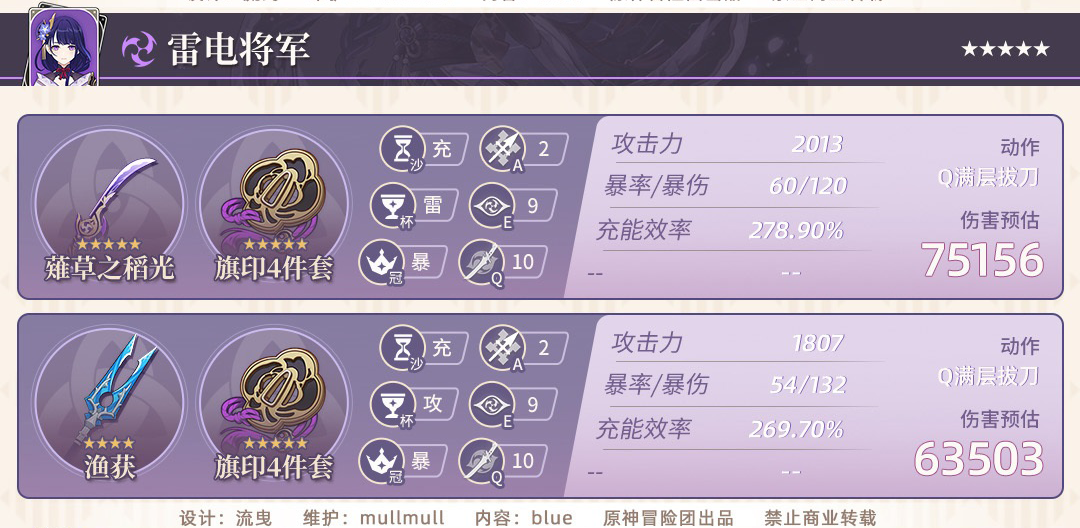 雷电将军 ★★★★★
沙 充 A 2
杯 雷 E 9
冠 暴 Q 10
薙草之稻光 旗印4件套
攻击力 2013
暴率/暴伤 60/120
充能效率 278.90%
-- --
动作
Q满层拔刀
伤害预估
75156
沙 充 A 2
杯 攻 E 9
冠 暴 Q 10
渔获 旗印4件套
攻击力 1807
暴率/暴伤 54/132
充能效率 269.70%
-- --
动作
Q满层拔刀
伤害预估
63503
设计：流曳 维护：mullmull 内容：blue 原神冒险团出品 禁止商业转载